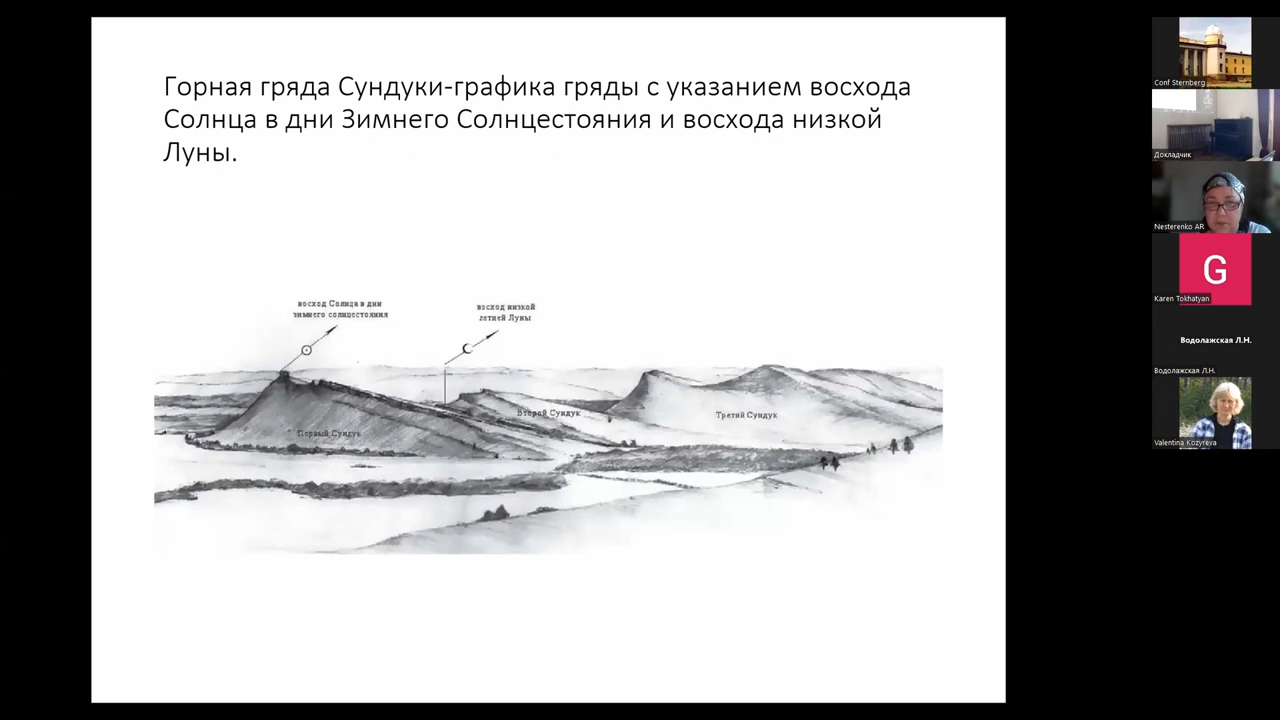 Горная гряда Сундуки-графика гряды с указанием восхода
Солнца в дни Зимнего Солнцестояния и восхода низкой
Луны.
восход Солнца в дни
зимнего солнцестояния
восход низкой
летней Луны
Первый Сундук
Второй Сундук
Третий Сундук
Conf Sternberg
Докладчик
Nesterenko AR
G
Karen Tokhatyan
Водолажская Л.Н.
Водолажская Л.Н.
Valentina Kozyreva